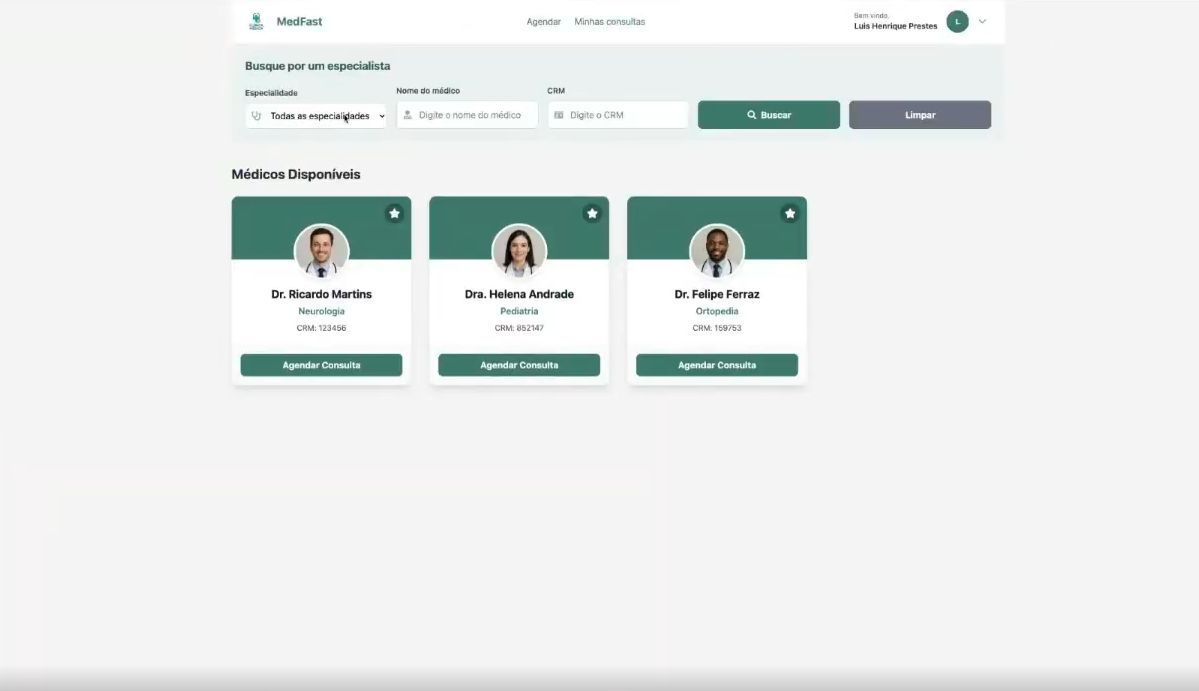 MedFast
Agendar
Minhas consultas
Bem vindo,
Luis Henrique Prestes
L
Busque por um especialista
Especialidade
Nome do médico
CRM
Todas as especialidades
Digite o nome do médico
Digite o CRM
Buscar
Limpar
Médicos Disponíveis
Dr. Ricardo Martins
Neurologia
CRM: 123456
Agendar Consulta
Dra. Helena Andrade
Pediatria
CRM: 852147
Agendar Consulta
Dr. Felipe Ferraz
Ortopedia
CRM: 159753
Agendar Consulta